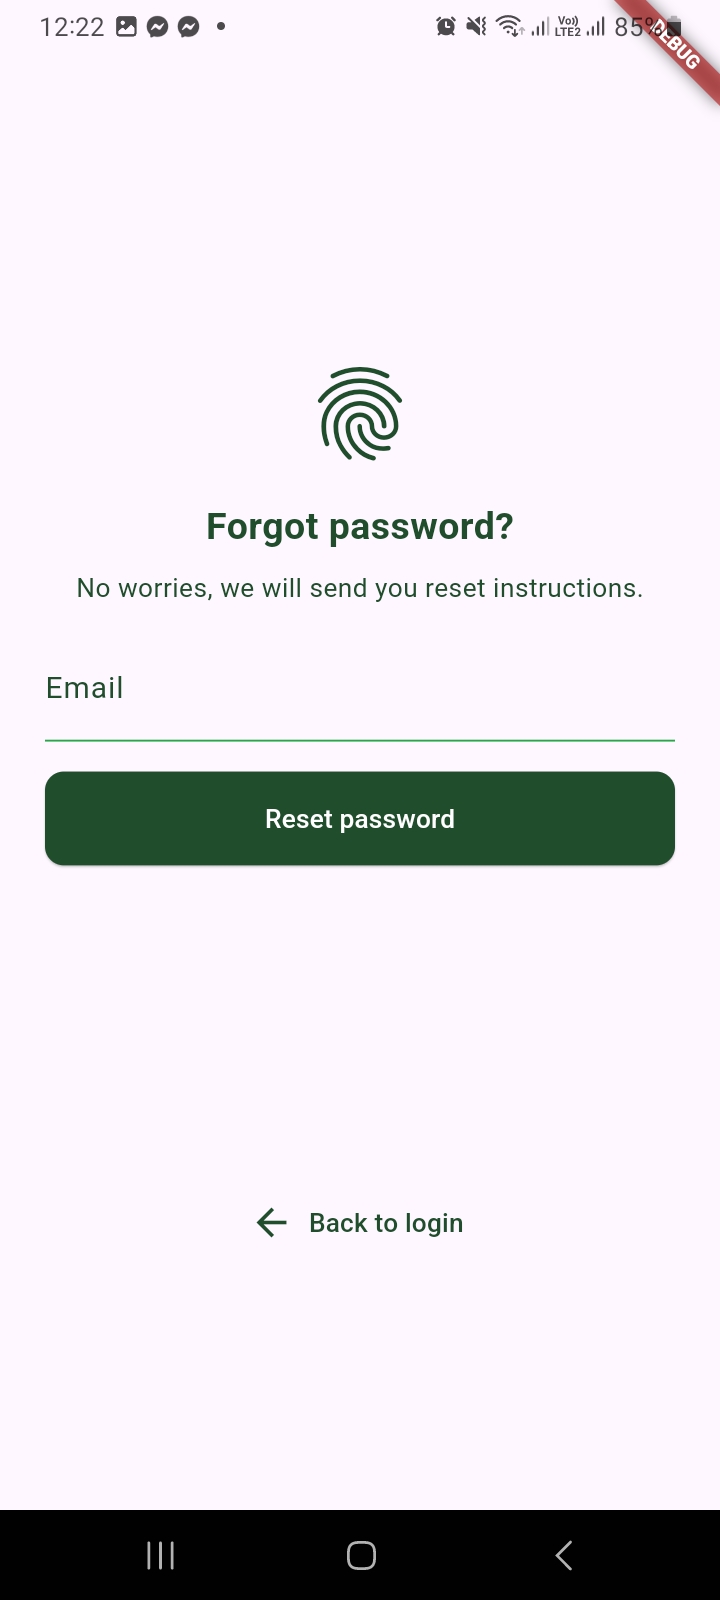 12:22 Vo)) LTE2 85%
DEBUG
Forgot password?
No worries, we will send you reset instructions.
Email
Reset password
Back to login